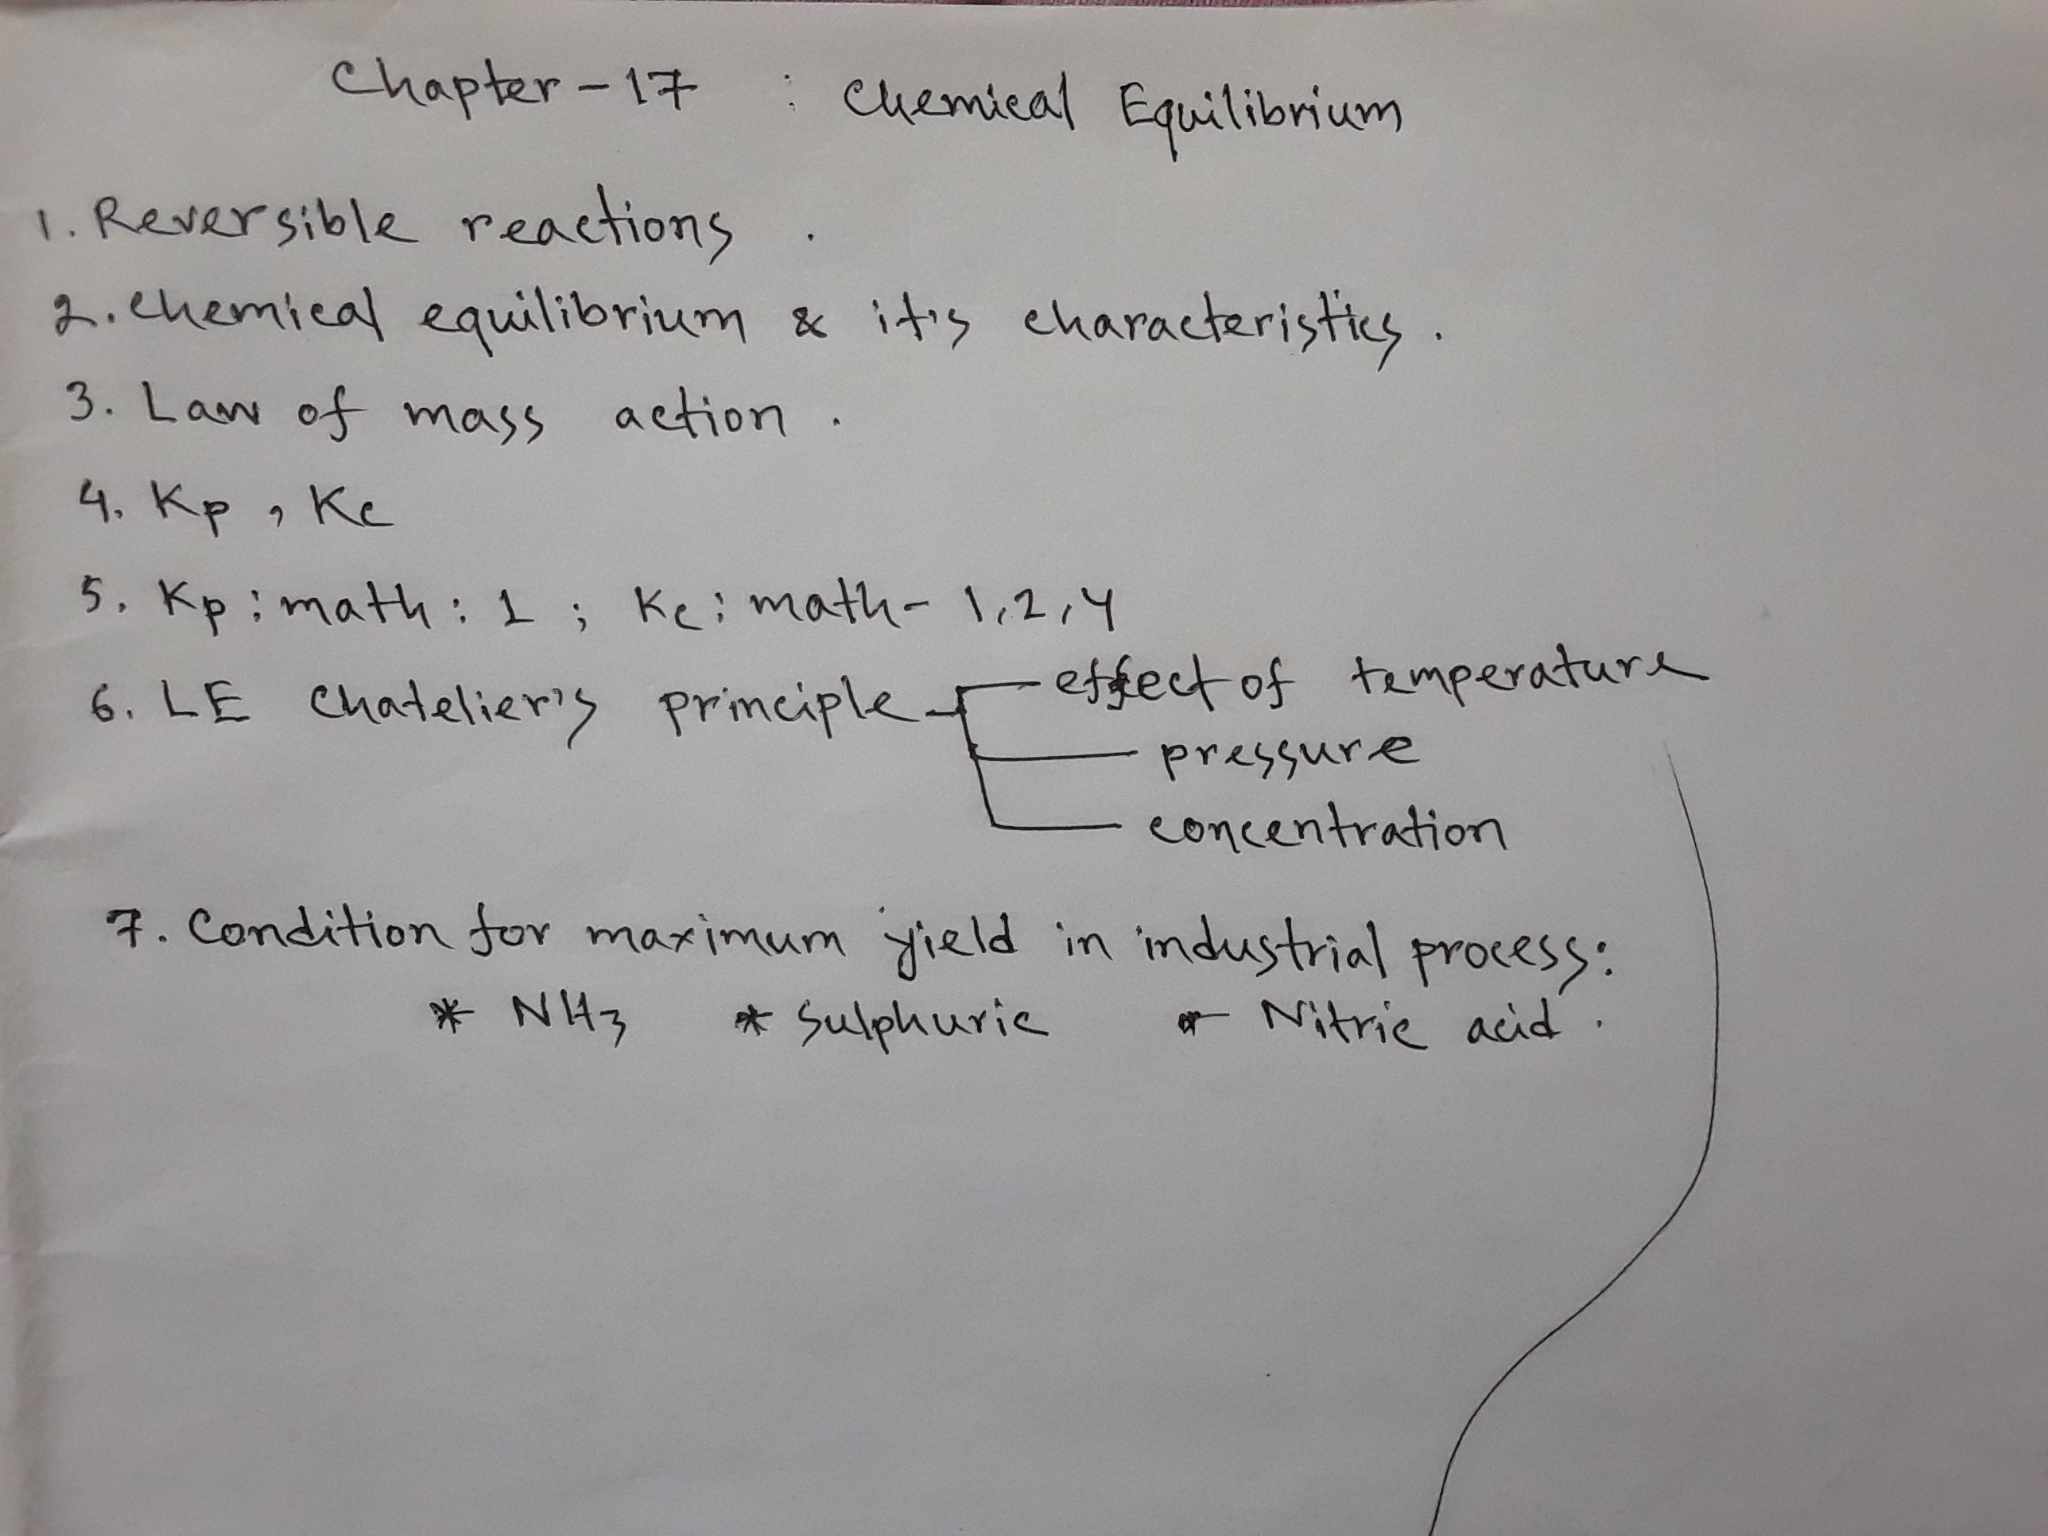 Chapter - 17 : Chemical Equilibrium
1. Reversible reactions .
2. Chemical equilibrium & it's characteristics .
3. Law of mass action .
4. Kp , Kc
5. Kp : math : 1 ; Kc : math - 1, 2, 4
6. LE Chatelier's principle effect of temperature
pressure
concentration
7. Condition for maximum yield in industrial process :
* NH3 * Sulphuric * Nitric acid .